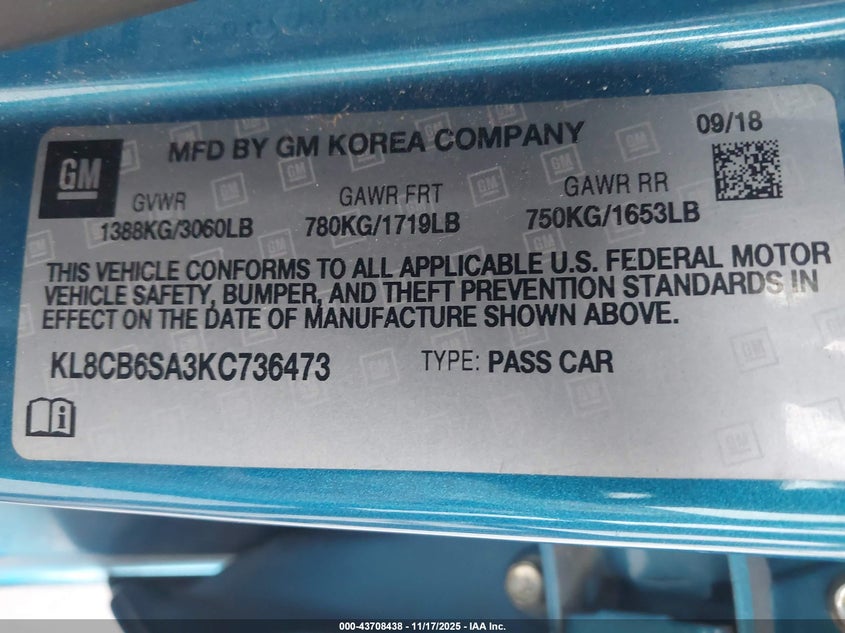 GM
MFD BY GM KOREA COMPANY
09/18
GVWR GAWR FRT GAWR RR
1388KG/3060LB 780KG/1719LB 750KG/1653LB
THIS VEHICLE CONFORMS TO ALL APPLICABLE U.S. FEDERAL MOTOR
VEHICLE SAFETY, BUMPER, AND THEFT PREVENTION STANDARDS IN
EFFECT ON THE DATE OF MANUFACTURE SHOWN ABOVE.
KL8CB6SA3KC736473 TYPE: PASS CAR
000-43708438 - 11/17/2025 - IAA Inc.